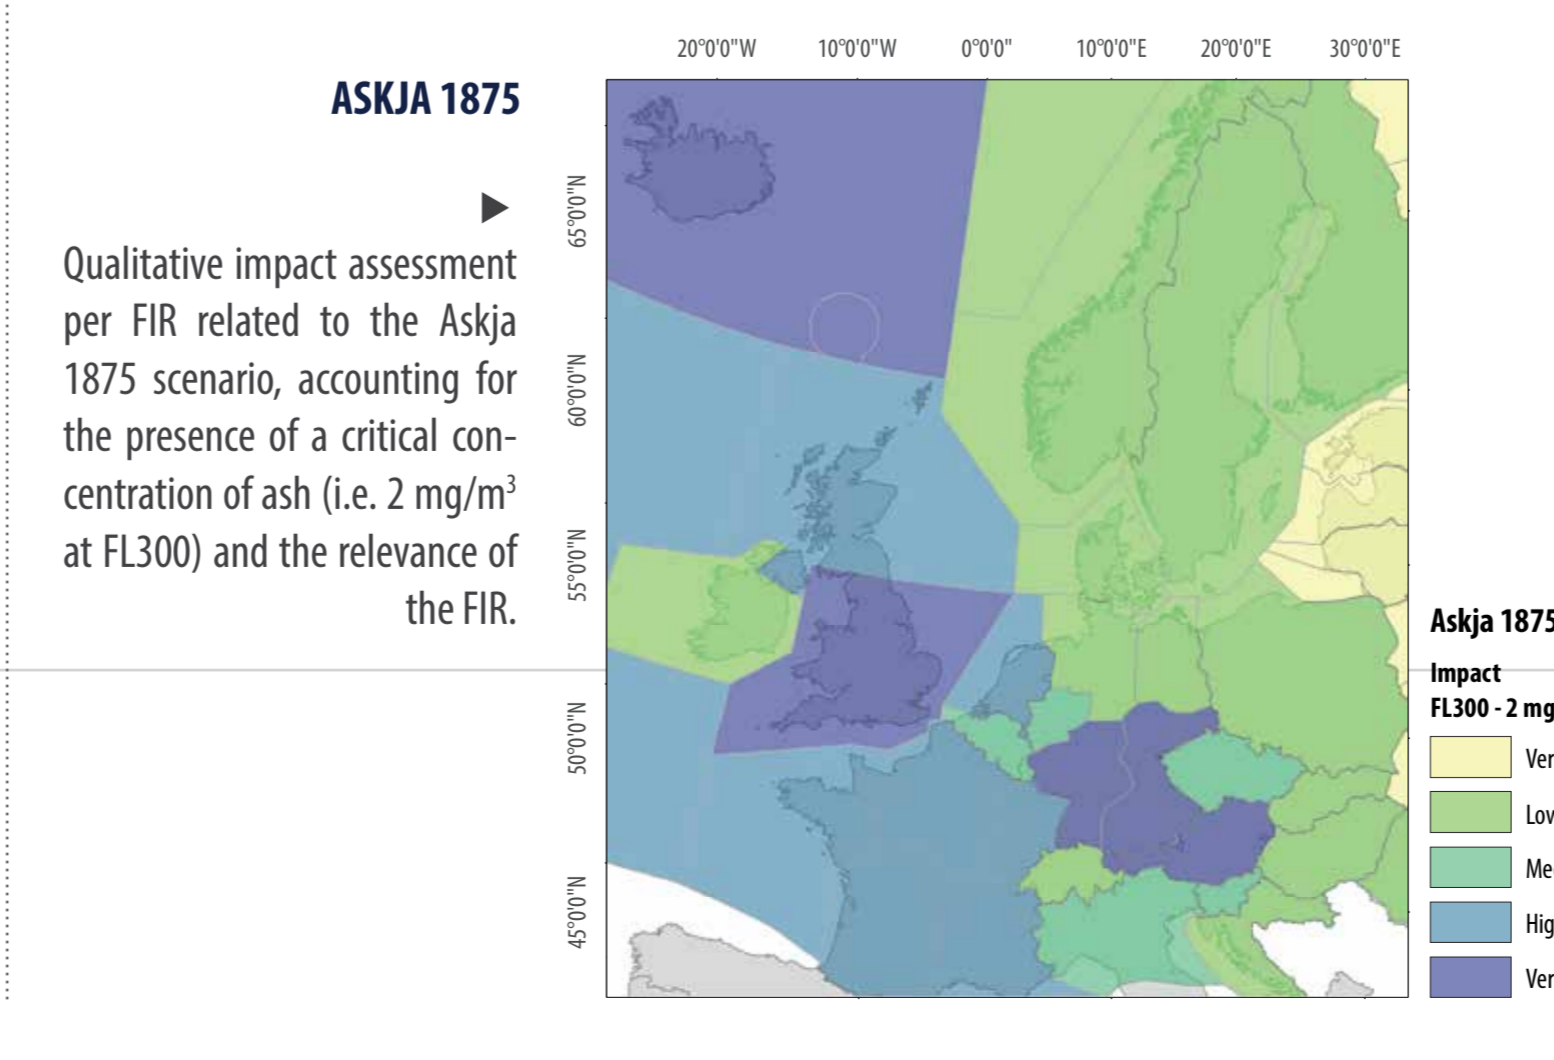 ASKJA 1875
Qualitative impact assessment
per FIR related to the Askja
1875 scenario, accounting for
the presence of a critical con-
centration of ash (i.e. 2 mg/m³
at FL300) and the relevance of
the FIR.
20°0'0"W 10°0'0"W 0°0'0" 10°0'0"E 20°0'0"E 30°0'0"E
65°0'0"N
60°0'0"N
55°0'0"N
50°0'0"N
45°0'0"N
Askja 1875
Impact
FL300 - 2 mg
Ver
Low
Me
Hig
Ver